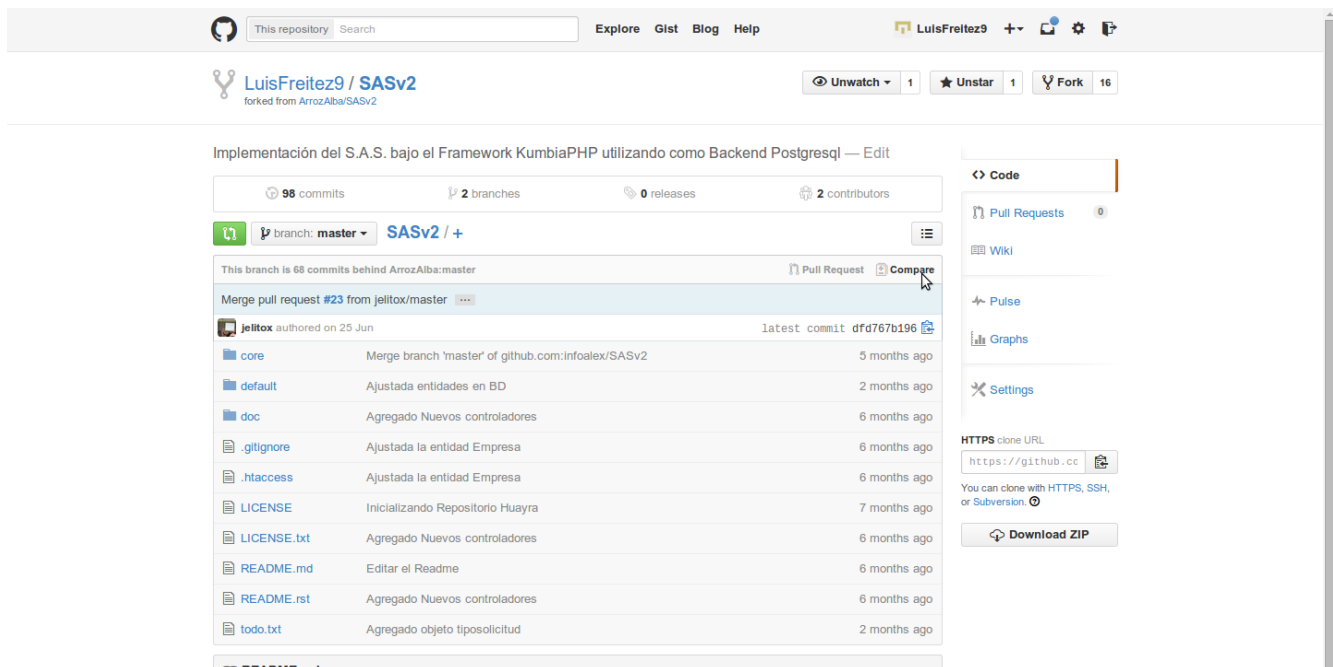 This repository Search Explore Gist Blog Help LuisFreitez9
LuisFreitez9 / SASv2 Unwatch 1 Unstar 1 Fork 16
forked from ArrozAlba/SASv2
Implementación del S.A.S. bajo el Framework KumbiaPHP utilizando como Backend Postgresql — Edit
98 commits 2 branches 0 releases 2 contributors
branch: master SASv2 / +
This branch is 68 commits behind ArrozAlba:master Pull Request Compare
Merge pull request #23 from jelitox/master ...
jelitox authored on 25 Jun latest commit dfd767b196
core Merge branch 'master' of github.com:infoalex/SASv2 5 months ago
default Ajustada entidades en BD 2 months ago
doc Agregado Nuevos controladores 6 months ago
.gitignore Ajustada la entidad Empresa 6 months ago
.htaccess Ajustada la entidad Empresa 6 months ago
LICENSE Inicializando Repositorio Huayra 7 months ago
LICENSE.txt Agregado Nuevos controladores 6 months ago
README.md Editar el Readme 6 months ago
README.rst Agregado Nuevos controladores 6 months ago
todo.txt Agregado objeto tiposolicitud 2 months ago
Code
Pull Requests 0
Wiki
Pulse
Graphs
Settings
HTTPS clone URL
https://github.cc
You can clone with HTTPS, SSH,
or Subversion.
Download ZIP